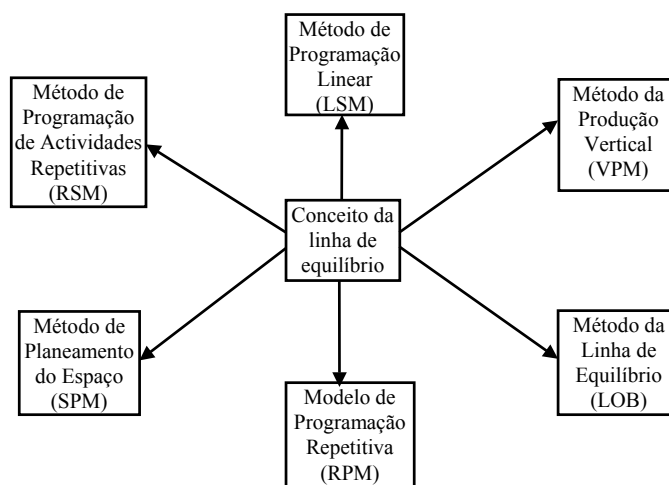 Método de
Programação
Linear
(LSM)
Método de
Programação
de Actividades
Repetitivas
(RSM)
Método da
Produção
Vertical
(VPM)
Conceito da
linha de
equilíbrio
Método de
Planeamento
do Espaço
(SPM)
Modelo de
Programação
Repetitiva
(RPM)
Método da
Linha de
Equilíbrio
(LOB)